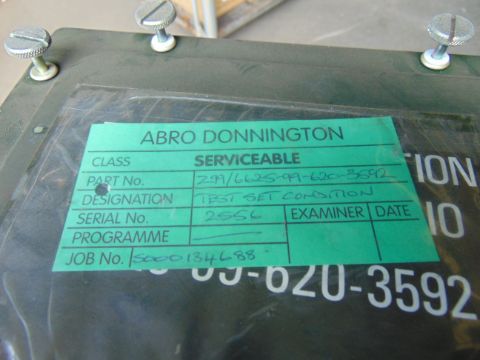 ABRO DONNINGTON
CLASS SERVICEABLE
PART No. Z99/6625-99-620-3592
DESIGNATION TEST SET CONDITION
SERIAL No. 2556 EXAMINER DATE
PROGRAMME —
JOB No. 5000134688
TION
IO
99-620-3592